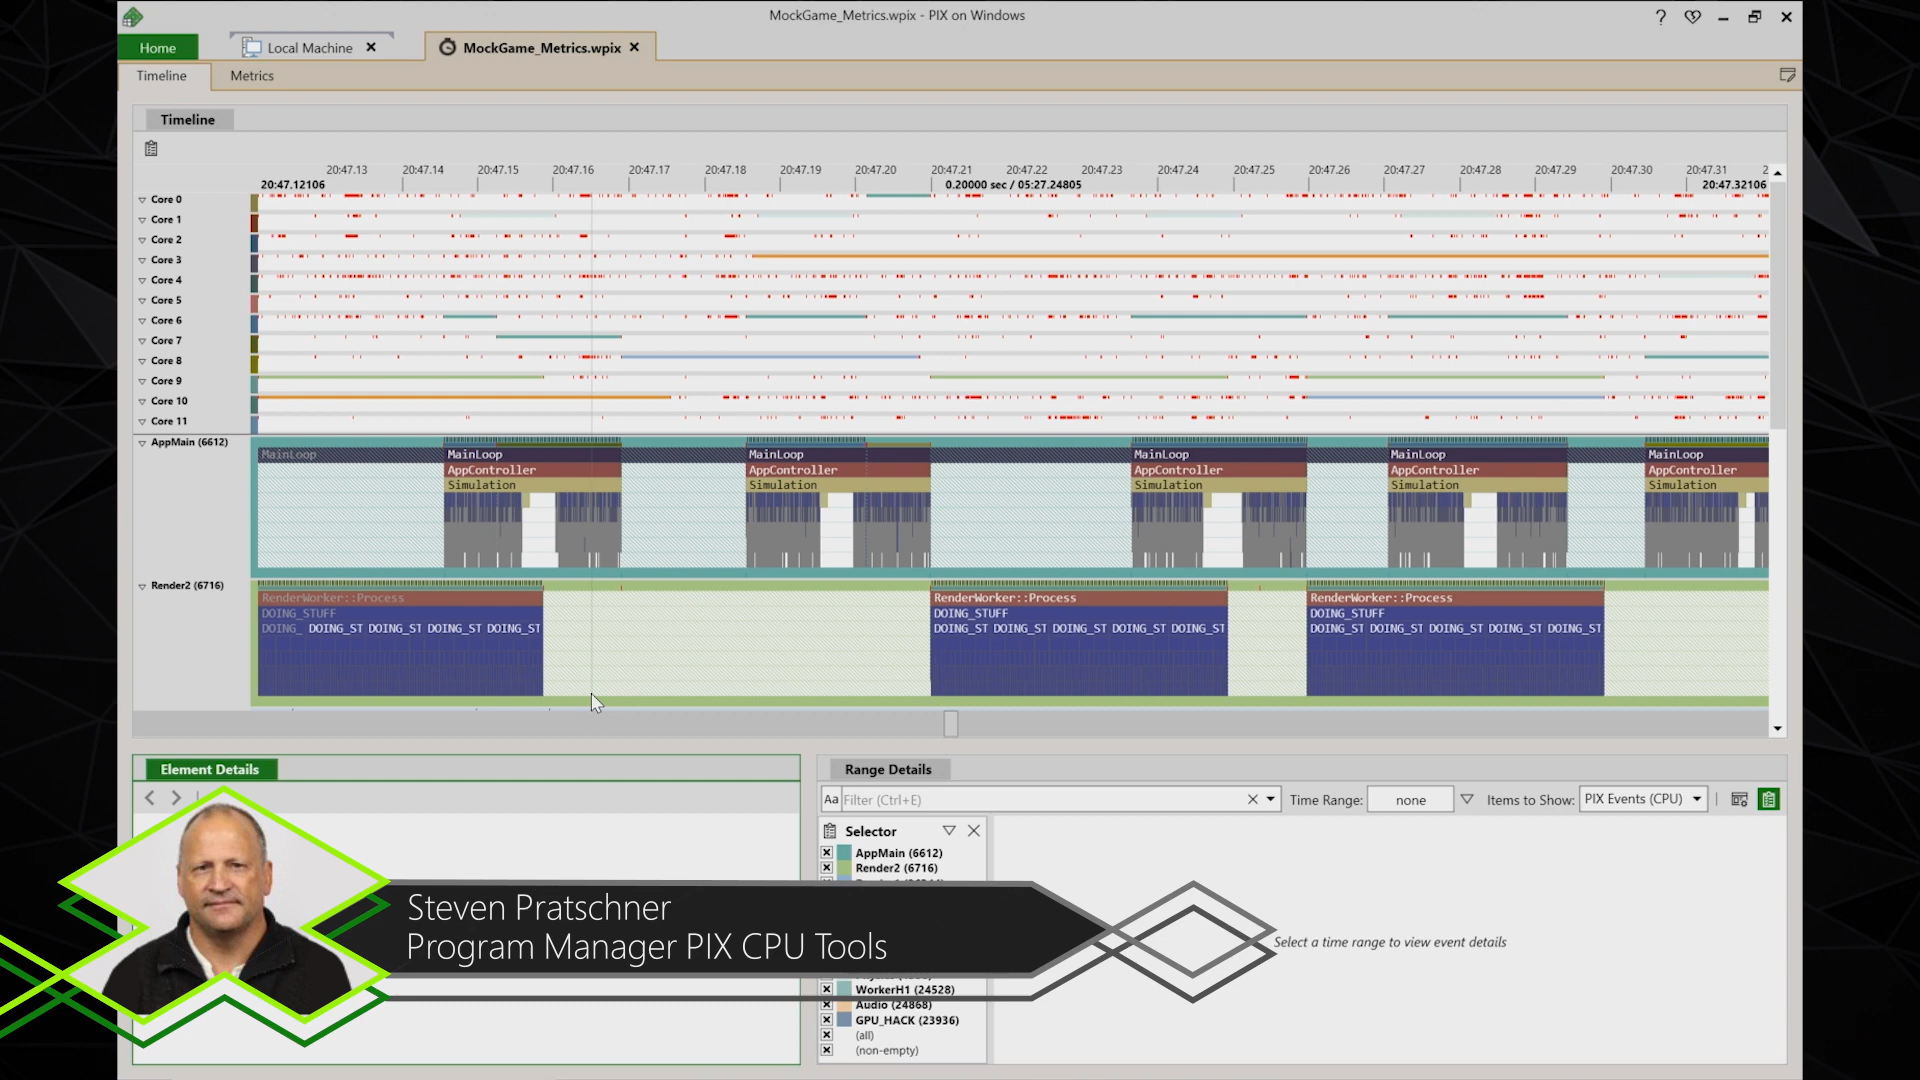 MockGame_Metrics.wpix - PIX on Windows
Home
Local Machine
MockGame_Metrics.wpix
Timeline Metrics
Timeline
20:47.13 20:47.14 20:47.15 20:47.16 20:47.17 20:47.18 20:47.19 20:47.20 20:47.21 20:47.22 20:47.23 20:47.24 20:47.25 20:47.26 20:47.27 20:47.28 20:47.29 20:47.30 20:47.31
20:47.12106 0.20000 sec / 05:27.24805 20:47.32106
Core 0
Core 1
Core 2
Core 3
Core 4
Core 5
Core 6
Core 7
Core 8
Core 9
Core 10
Core 11
AppMain (6612)
MainLoop MainLoop MainLoop MainLoop MainLoop MainLoop
AppController AppController AppController AppController AppController
Simulation Simulation Simulation Simulation Simulation
Render2 (6716)
RenderWorker::Process RenderWorker::Process RenderWorker::Process
DOING_STUFF DOING_STUFF DOING_STUFF
DOING_ DOING_ST DOING_ST DOING_ST DOING_ST DOING_ST DOING_ST DOING_ST DOING_ST DOING_ST DOING_ST DOING_ST DOING_ST DOING_ST DOING_ST
Element Details
Range Details
Aa Filter (Ctrl+E) Time Range: none Items to Show: PIX Events (CPU)
Selector
AppMain (6612)
Render2 (6716)
Steven Pratschner
Program Manager PIX CPU Tools
Select a time range to view event details
WorkerH1 (24528)
Audio (24868)
GPU_HACK (23936)
(all)
(non-empty)